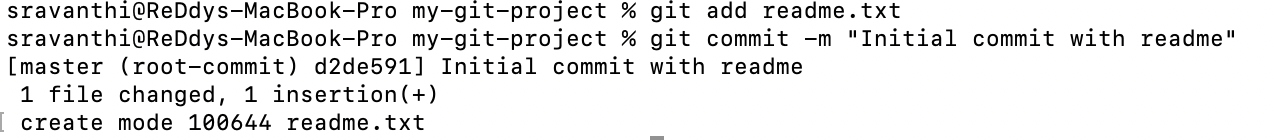 sravanthi@ReDdys-MacBook-Pro my-git-project % git add readme.txt
sravanthi@ReDdys-MacBook-Pro my-git-project % git commit -m "Initial commit with readme"
[master (root-commit) d2de591] Initial commit with readme
 1 file changed, 1 insertion(+)
 create mode 100644 readme.txt